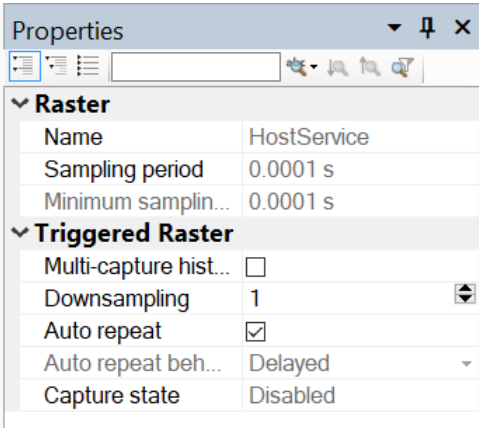 Properties
Raster
Name HostService
Sampling period 0.0001 s
Minimum samplin... 0.0001 s
Triggered Raster
Multi-capture hist...
Downsampling 1
Auto repeat
Auto repeat beh... Delayed
Capture state Disabled